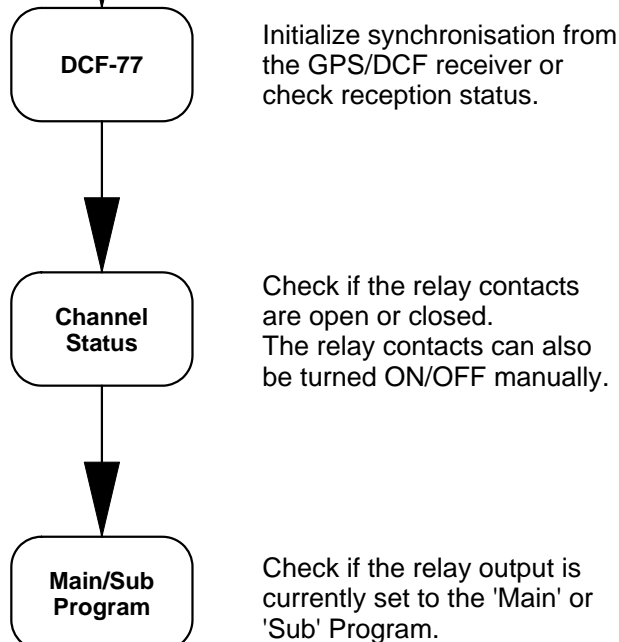 DCF-77
Initialize synchronisation from
the GPS/DCF receiver or
check reception status.
Channel
Status
Check if the relay contacts
are open or closed.
The relay contacts can also
be turned ON/OFF manually.
Main/Sub
Program
Check if the relay output is
currently set to the 'Main' or
'Sub' Program.